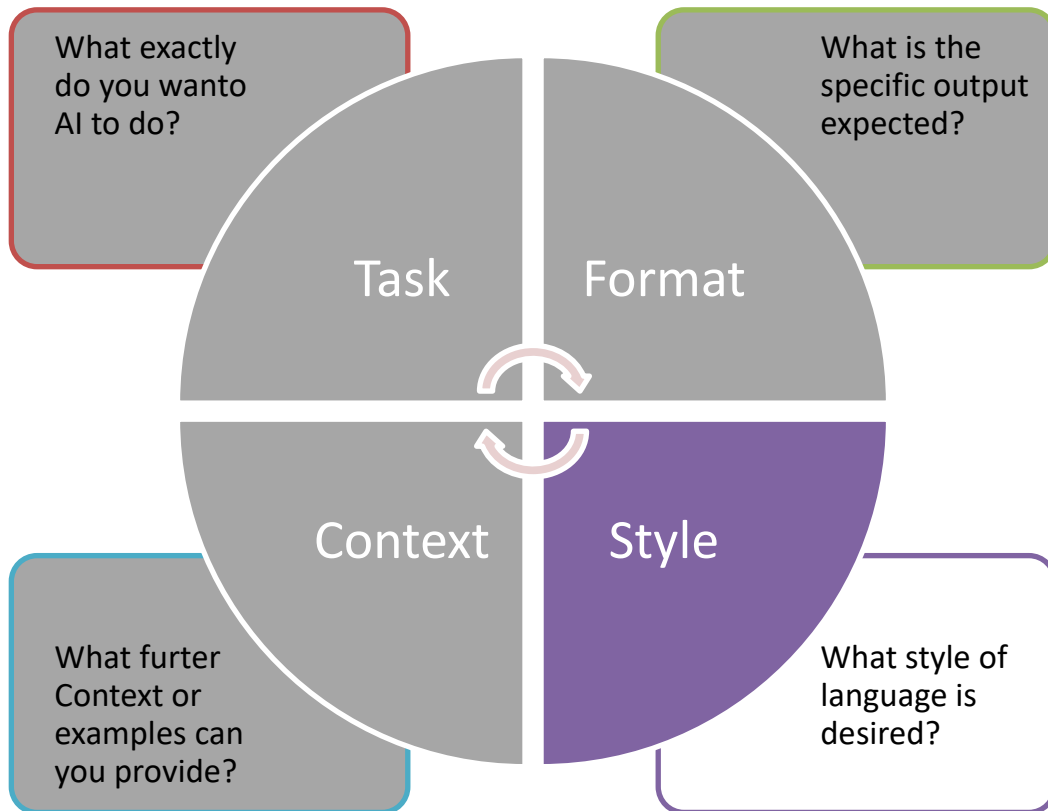 What exactly
do you wanto
AI to do?
What is the
specific output
expected?
Task
Format
Context
Style
What furter
Context or
examples can
you provide?
What style of
language is
desired?